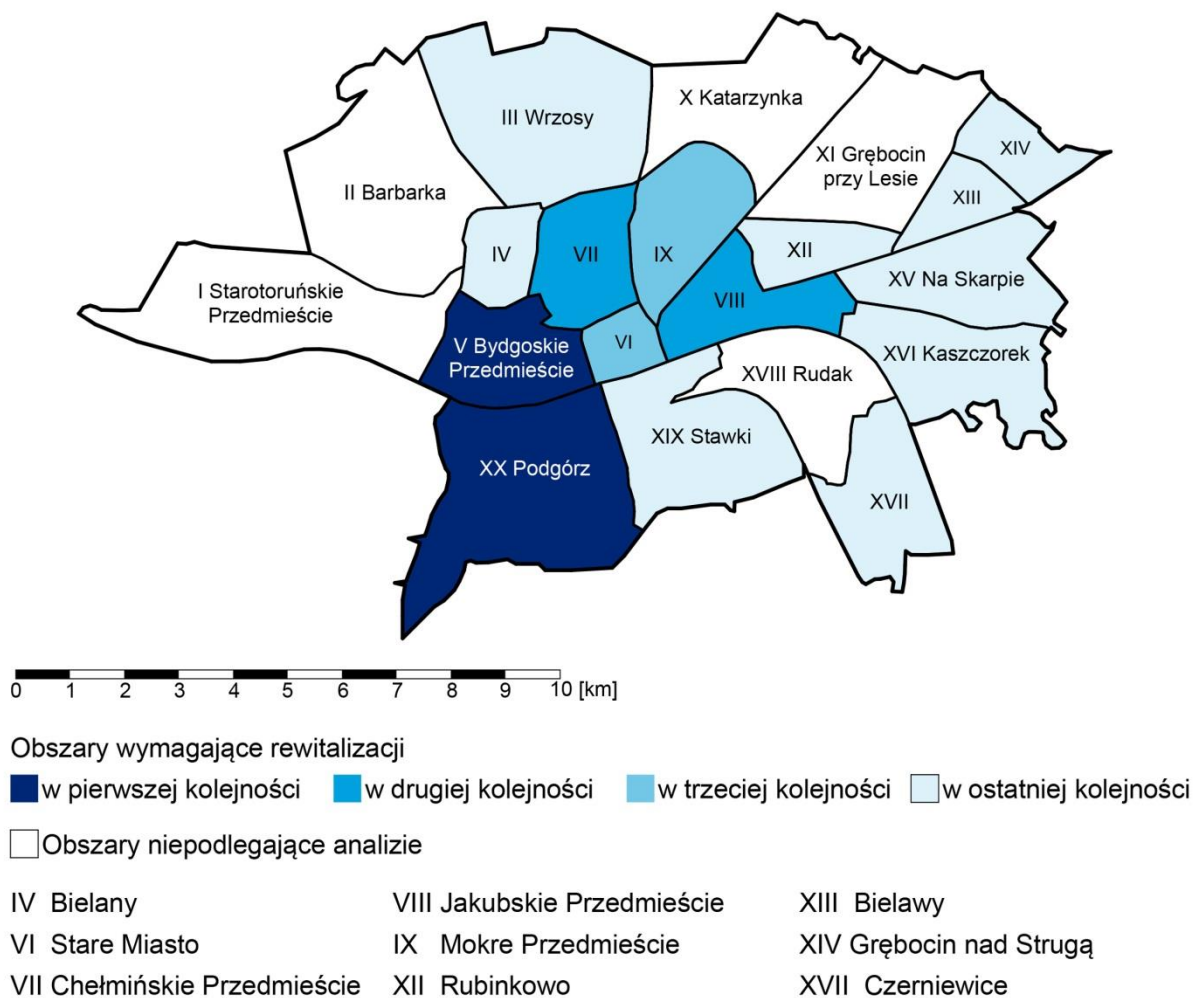 X Katarzynka
III Wrzosy
XIV
XI Grębocin
przy Lesie
II Barbarka
XIII
IV
VII
IX
XII
XV Na Skarpie
I Starotoruńskie
Przedmieście
VIII
V Bydgoskie
Przedmieście
VI
XVI Kaszczorek
XVIII Rudak
XIX Stawki
XX Podgórz
XVII
0 1 2 3 4 5 6 7 8 9 10 [km]
Obszary wymagające rewitalizacji
w pierwszej kolejności w drugiej kolejności w trzeciej kolejności w ostatniej kolejności
Obszary niepodlegające analizie
IV Bielany
VI Stare Miasto
VII Chełmińskie Przedmieście
VIII Jakubskie Przedmieście
IX Mokre Przedmieście
XII Rubinkowo
XIII Bielawy
XIV Grębocin nad Strugą
XVII Czerniewice